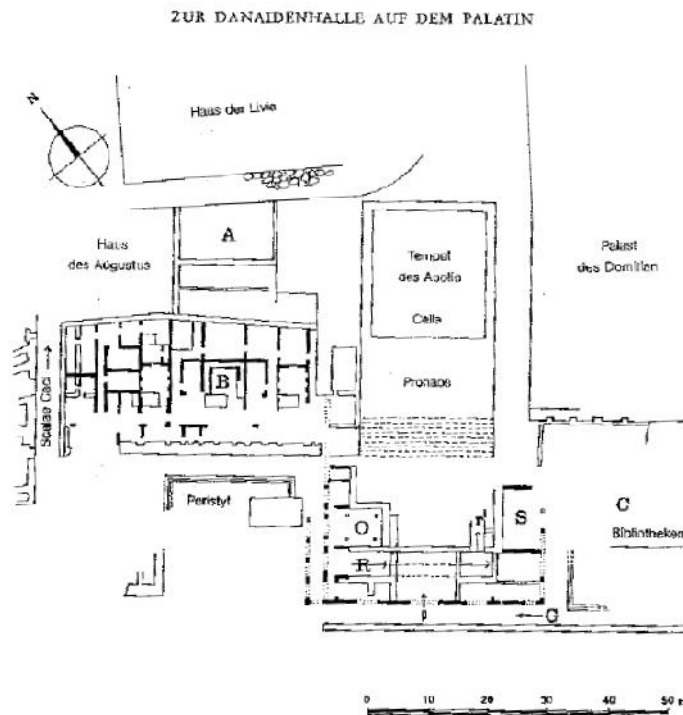 ZUR DANAIDENHALLE AUF DEM PALATIN
N
Haus der Livia
A
Haus
des Augustus
Tempel
des Apollo
Cella
Pronaos
Palast
des Domitian
B
Scalae Caci
Peristyl
O
R
T
S
C
Bibliotheken
G
0 10 20 30 40 50